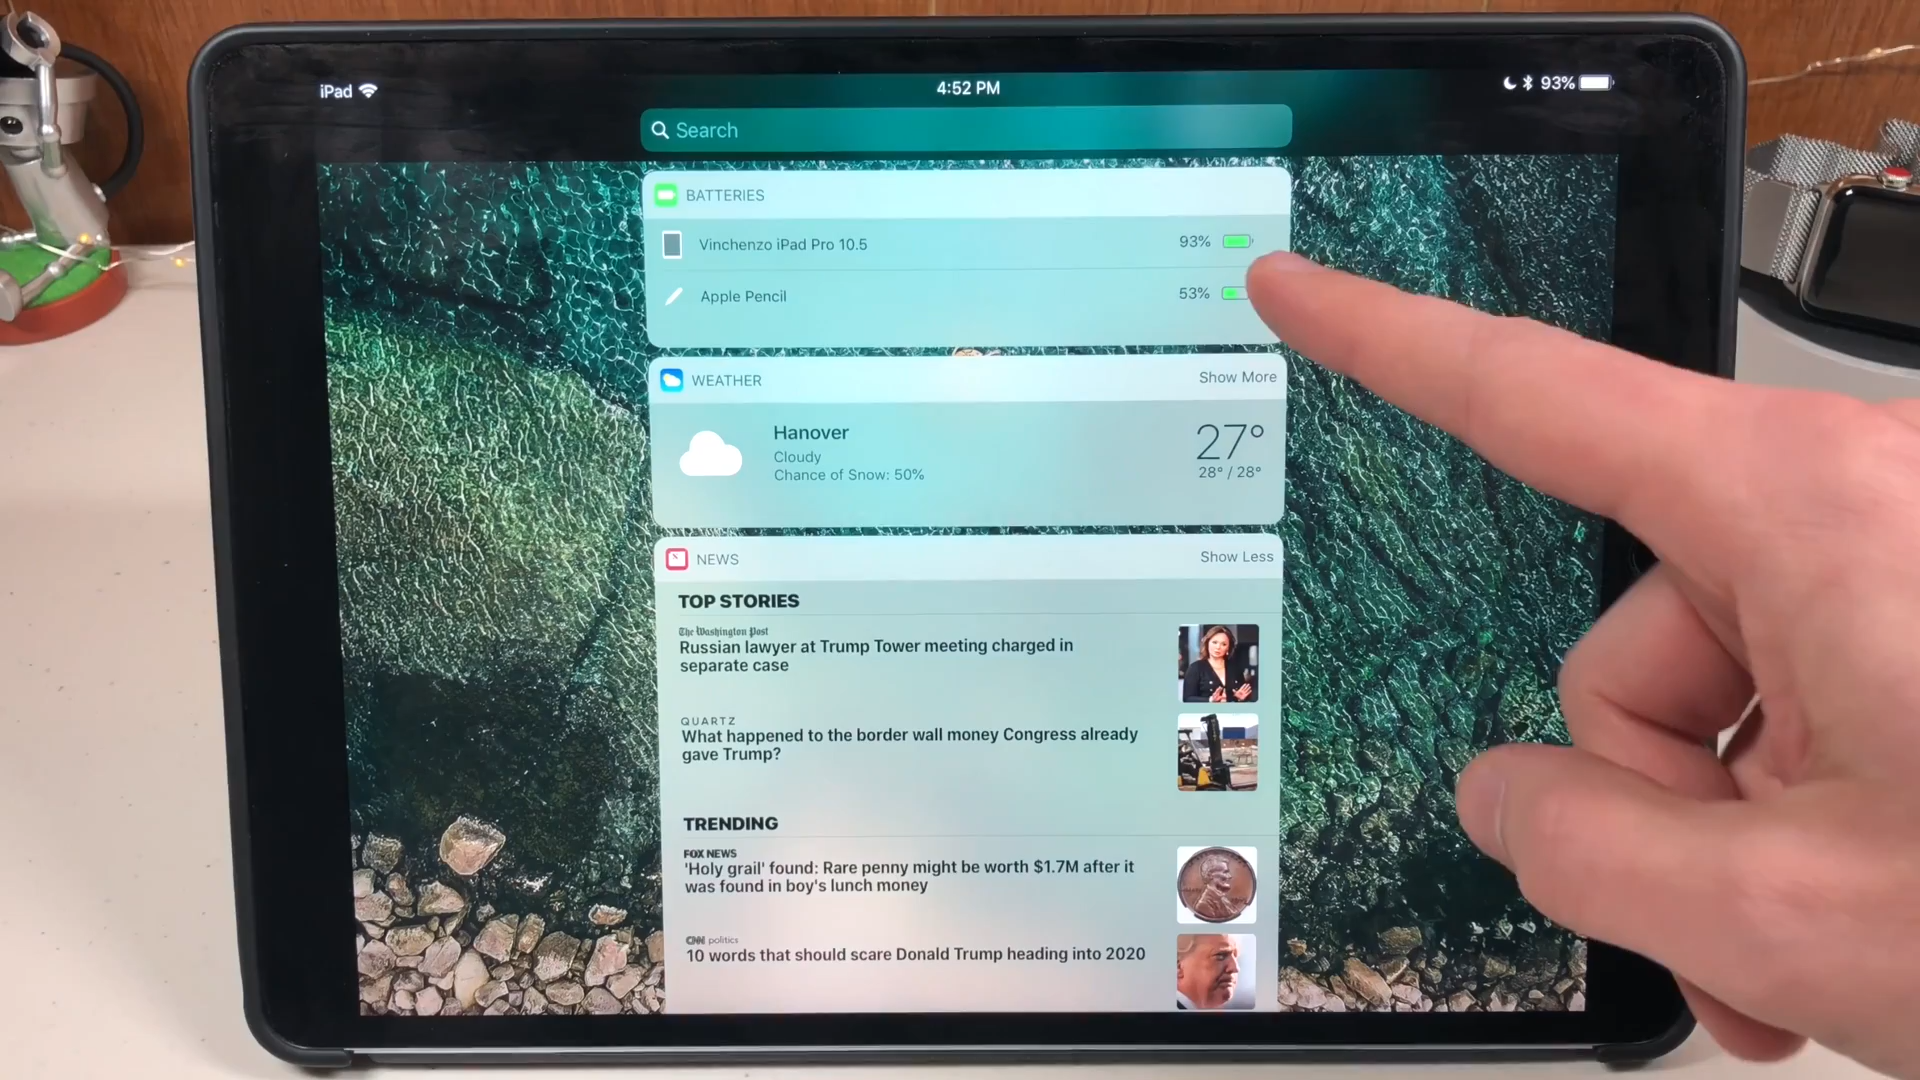 iPad
4:52 PM
93%
Search
BATTERIES
Vinchenzo iPad Pro 10.5 93%
Apple Pencil 53%
WEATHER Show More
Hanover
Cloudy
Chance of Snow: 50%
27°
28° / 28°
NEWS Show Less
TOP STORIES
The Washington Post
Russian lawyer at Trump Tower meeting charged in
separate case
QUARTZ
What happened to the border wall money Congress already
gave Trump?
TRENDING
FOX NEWS
'Holy grail' found: Rare penny might be worth $1.7M after it
was found in boy's lunch money
CNN politics
10 words that should scare Donald Trump heading into 2020